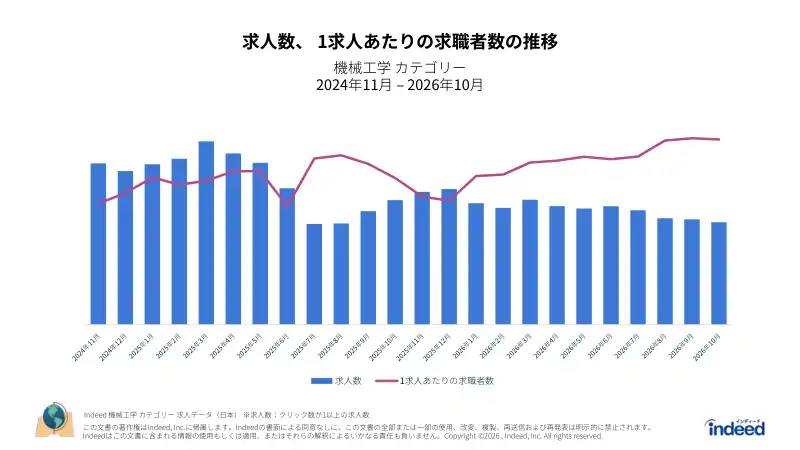 求人数、 1求人あたりの求職者数の推移
機械工学 カテゴリー
2024年11月 – 2026年10月
2024年11月
2024年12月
2025年1月
2025年2月
2025年3月
2025年4月
2025年5月
2025年6月
2025年7月
2025年8月
2025年9月
2025年10月
2025年11月
2025年12月
2026年1月
2026年2月
2026年3月
2026年4月
2026年5月
2026年6月
2026年7月
2026年8月
2026年9月
2026年10月
求人数
1求人あたりの求職者数
Indeed 機械工学 カテゴリー 求人データ（日本） ※求人数：クリック数が1以上の求人数
この文書の著作権はIndeed, Inc.に帰属します。Indeedの書面による同意なしに、この文書の全部または一部の使用、改変、複製、再送信および再発表は明示的に禁止されます。
Indeedはこの文書に含まれる情報の使用もしくは適用、またはそれらの解釈によるいかなる責任も負いません。Copyright ©2026 , Indeed, Inc. All rights reserved.
インディード
indeed